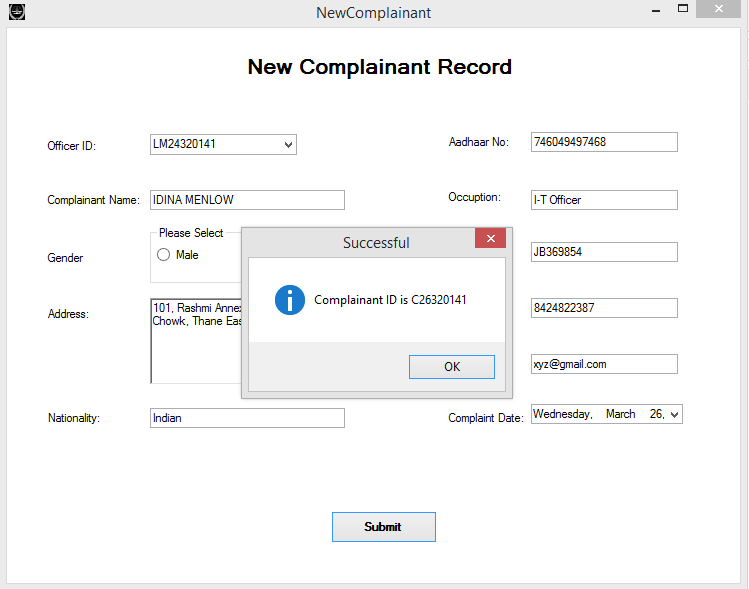 NewComplainant
New Complainant Record
Officer ID: LM24320141 Aadhaar No: 746049497468
Complainant Name: IDINA MENLOW Occuption: I-T Officer
Please Select
Gender Male JB369854
Successful
Complainant ID is C26320141
OK
Address: 101, Rashmi Anne 8424822387
Chowk, Thane Eas
xyz@gmail.com
Nationality: Indian Complaint Date: Wednesday, March 26,
Submit